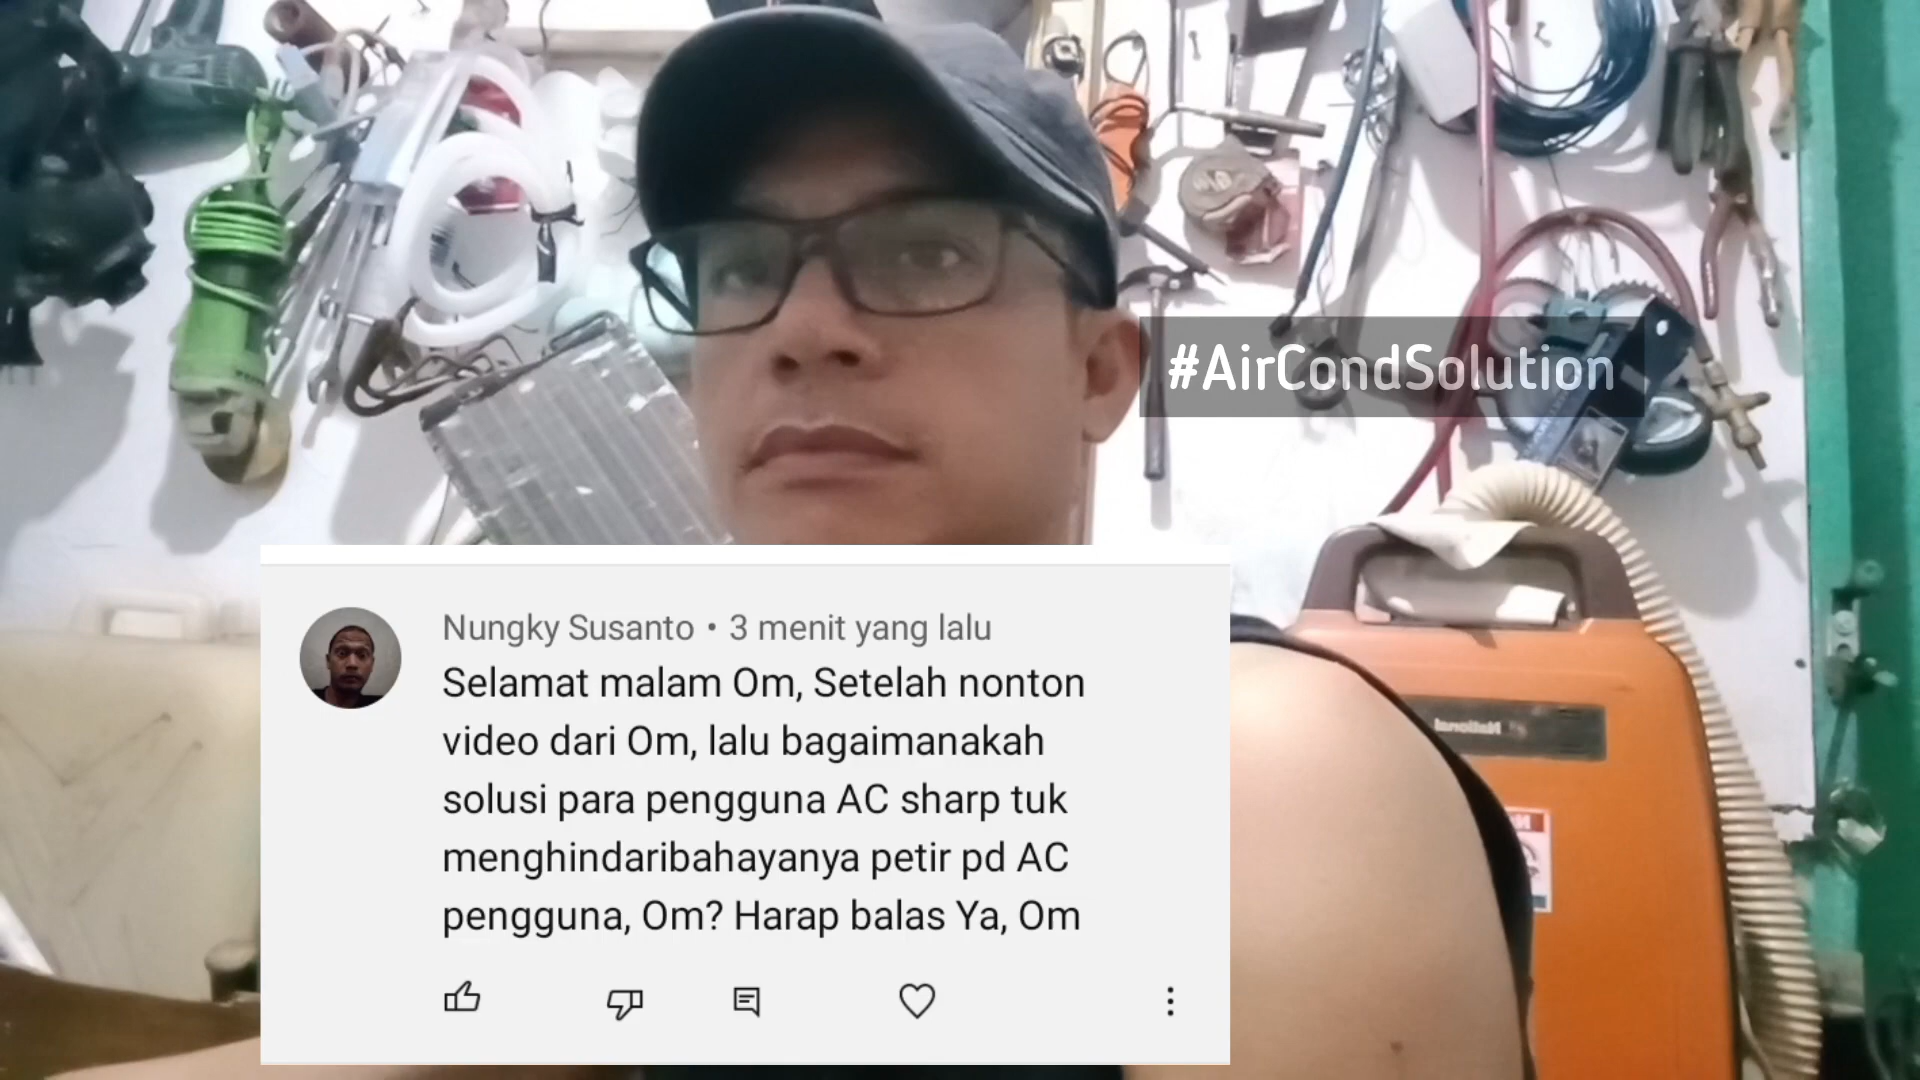 #AirCondSolution
Nungky Susanto • 3 menit yang lalu
Selamat malam Om, Setelah nonton
video dari Om, lalu bagaimanakah
solusi para pengguna AC sharp tuk
menghindaribahayanya petir pd AC
pengguna, Om? Harap balas Ya, Om
National